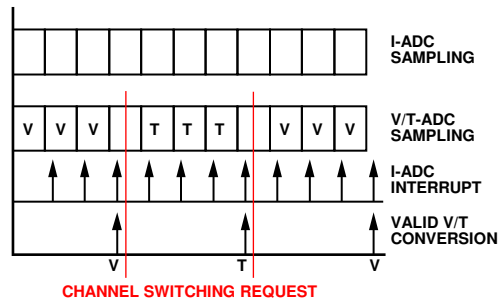 I-ADC
SAMPLING
V V V T T T V V V
V/T-ADC
SAMPLING
I-ADC
INTERRUPT
VALID V/T
CONVERSION
V T V
CHANNEL SWITCHING REQUEST